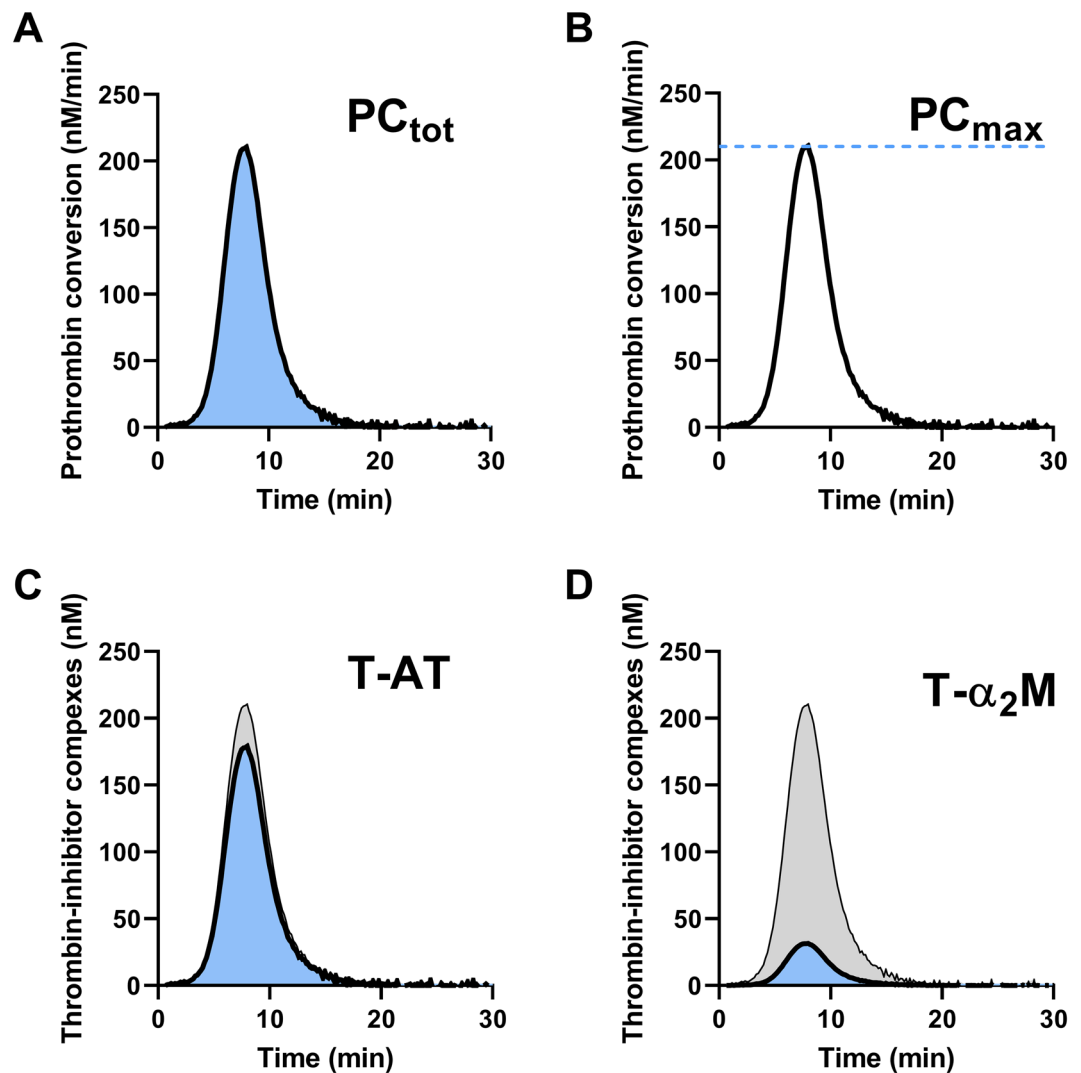 A
Prothrombin conversion (nM/min)
250
200
150
100
50
0
PCtot
0 10 20 30
Time (min)
B
Prothrombin conversion (nM/min)
250
200
150
100
50
0
PCmax
0 10 20 30
Time (min)
C
Thrombin-inhibitor compexes (nM)
250
200
150
100
50
0
T-AT
0 10 20 30
Time (min)
D
Thrombin-inhibitor compexes (nM)
250
200
150
100
50
0
T-α2M
0 10 20 30
Time (min)